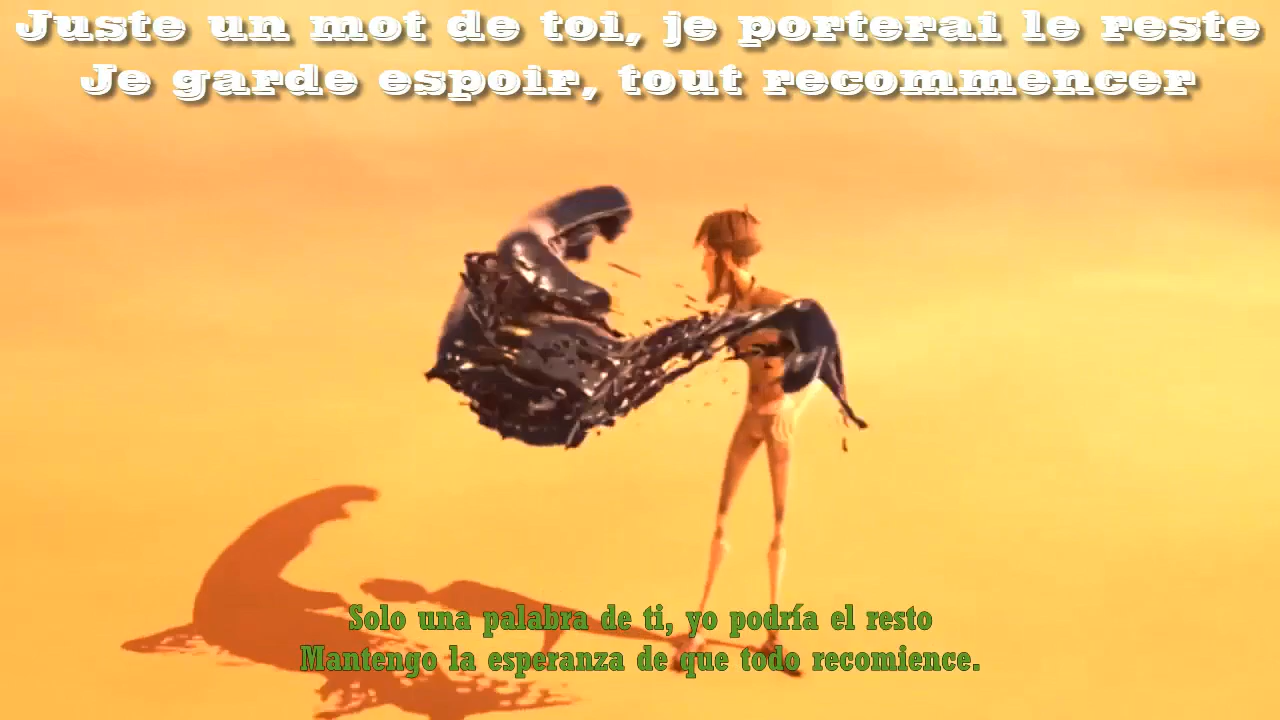 Juste un mot de toi, je porterai le reste
Je garde espoir, tout recommencer
Solo una palabra de ti, yo podría el resto
Mantengo la esperanza de que todo recomience.